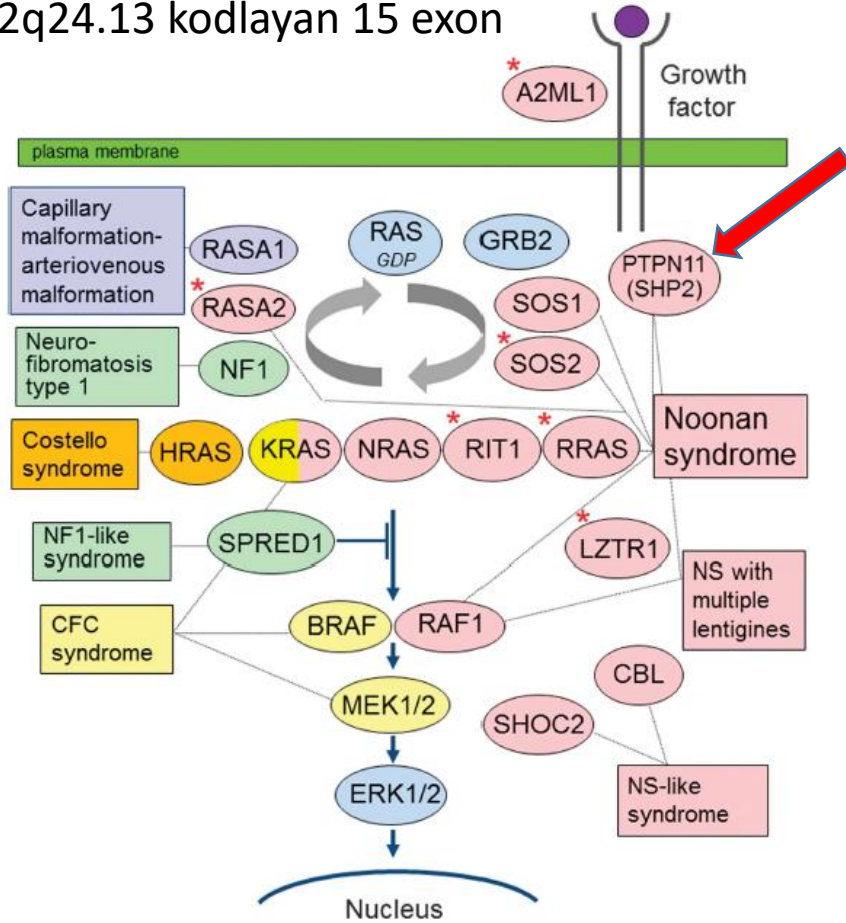 2q24.13 kodlayan 15 exon
*
A2ML1
Growth
factor
plasma membrane
Capillary
malformation-
arteriovenous
malformation
RASA1
RAS
GDP
GRB2
PTPN11
(SHP2)
*
RASA2
SOS1
*
SOS2
Neuro-
fibromatosis
type 1
NF1
Costello
syndrome
HRAS
KRAS
NRAS
*
RIT1
*
RRAS
Noonan
syndrome
NF1-like
syndrome
SPRED1
*
LZTR1
NS with
multiple
lentigines
CFC
syndrome
BRAF
RAF1
MEK1/2
CBL
SHOC2
ERK1/2
NS-like
syndrome
Nucleus